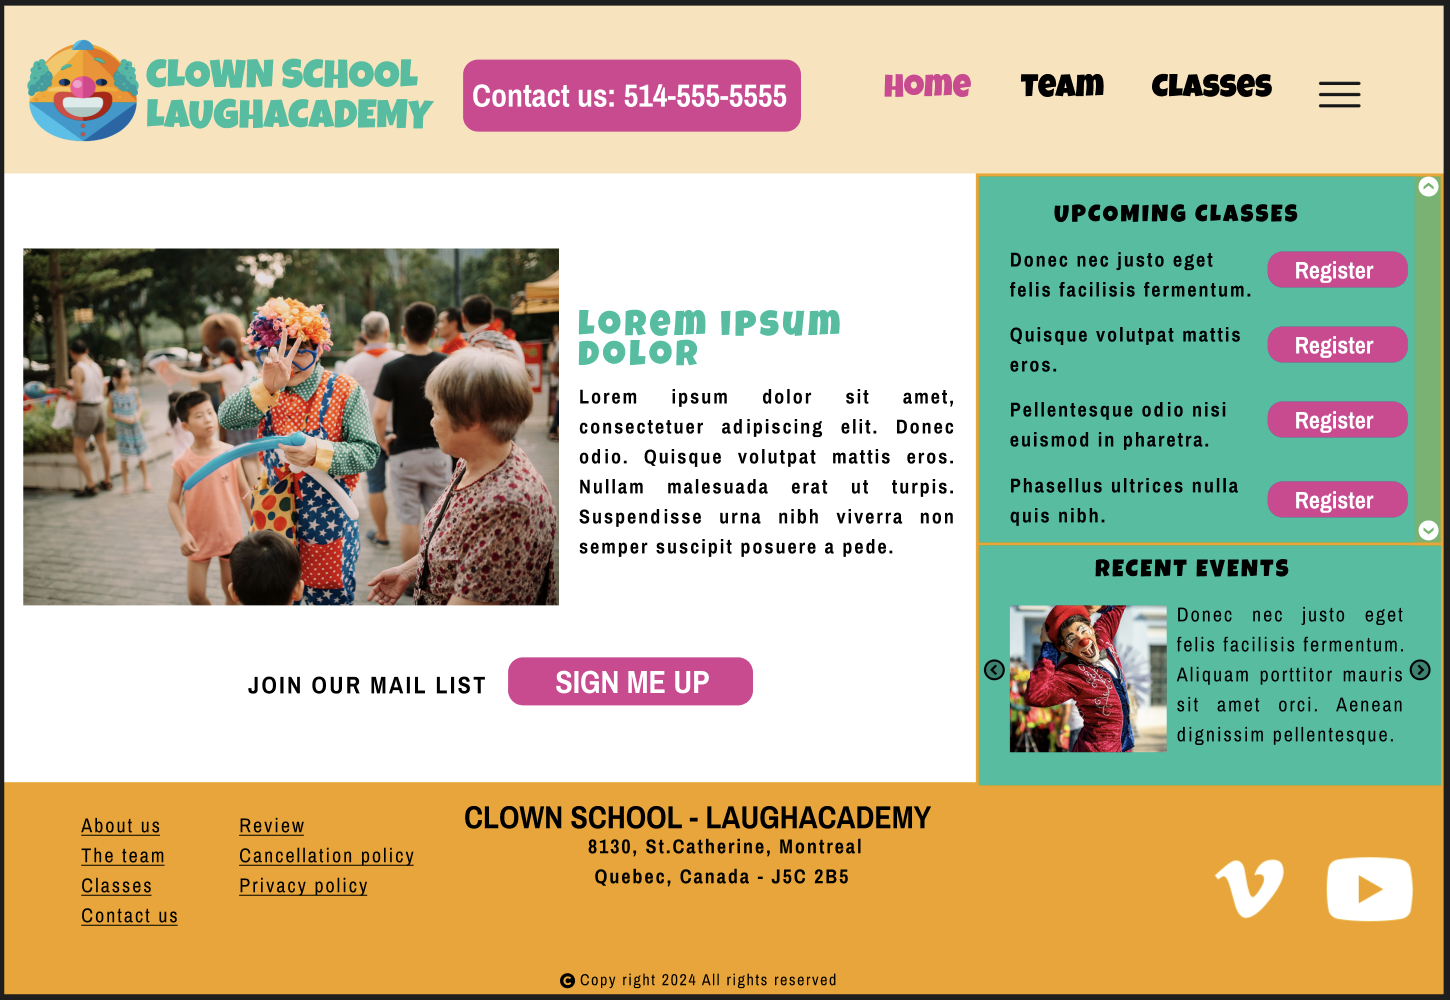 CLOWN SCHOOL
LAUGHACADEMY
Contact us: 514-555-5555
Home
Team
Classes
Lorem ipsum
dolor
Lorem ipsum dolor sit amet,
consectetuer adipiscing elit. Donec
odio. Quisque volutpat mattis eros.
Nullam malesuada erat ut turpis.
Suspendisse urna nibh viverra non
semper suscipit posuere a pede.
JOIN OUR MAIL LIST
SIGN ME UP
UPCOMING CLASSES
Donec nec justo eget
felis facilisis fermentum.
Register
Quisque volutpat mattis
eros.
Register
Pellentesque odio nisi
euismod in pharetra.
Register
Phasellus ultrices nulla
quis nibh.
Register
RECENT EVENTS
Donec nec justo eget
felis facilisis fermentum.
Aliquam porttitor mauris
sit amet orci. Aenean
dignissim pellentesque.
About us
The team
Classes
Contact us
Review
Cancellation policy
Privacy policy
CLOWN SCHOOL - LAUGHACADEMY
8130, St.Catherine, Montreal
Quebec, Canada - J5C 2B5
© Copy right 2024 All rights reserved